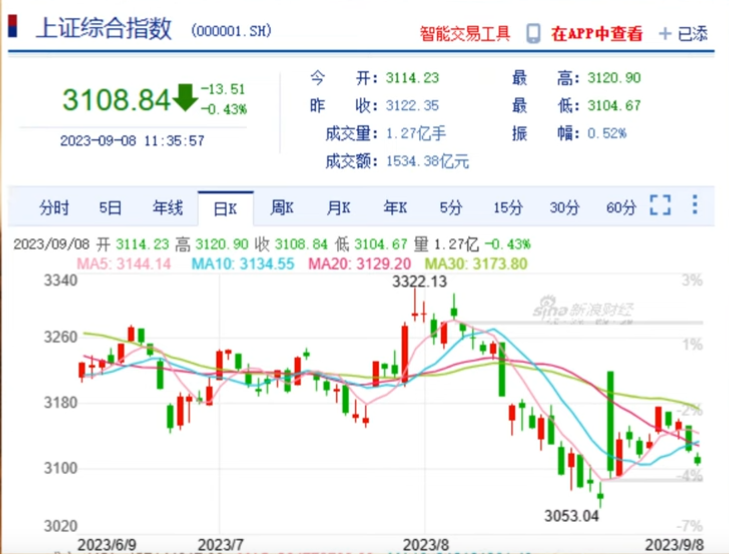 上证综合指数 (000001.SH) 智能交易工具 在APP中查看 + 已添
3108.84 -13.51
-0.43%
2023-09-08 11:35:57
今 开: 3114.23 最 高: 3120.90
昨 收: 3122.35 最 低: 3104.67
成交量: 1.27亿手 振 幅: 0.52%
成交额: 1534.38亿元
分时 5日 年线 日K 周K 月K 年K 5分 15分 30分 60分
2023/09/08 开 3114.23 高 3120.90 收 3108.84 低 3104.67 量 1.27亿 -0.43%
MA5: 3144.14 MA10: 3134.55 MA20: 3129.20 MA30: 3173.80
3340 3322.13 3%
sina 新浪财经
3260 1%
3180 -2%
3100 -4%
3053.04
3020 -7%
2023/6/9 2023/7 2023/8 2023/9/8